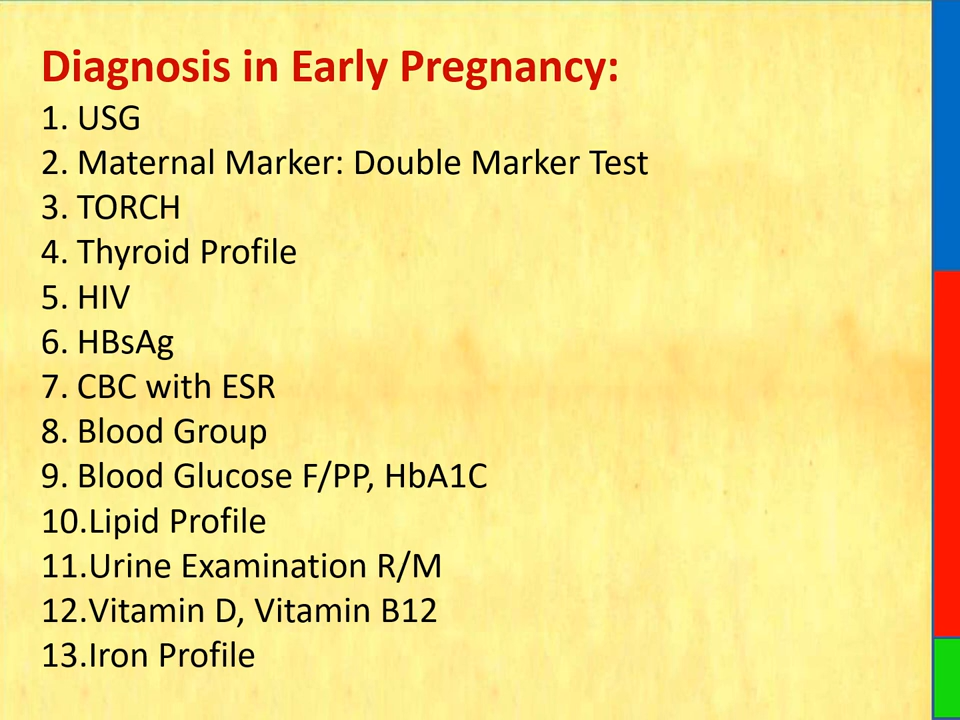 Diagnosis in Early Pregnancy:
1. USG
2. Maternal Marker: Double Marker Test
3. TORCH
4. Thyroid Profile
5. HIV
6. HBsAg
7. CBC with ESR
8. Blood Group
9. Blood Glucose F/PP, HbA1C
10.Lipid Profile
11.Urine Examination R/M
12.Vitamin D, Vitamin B12
13.Iron Profile